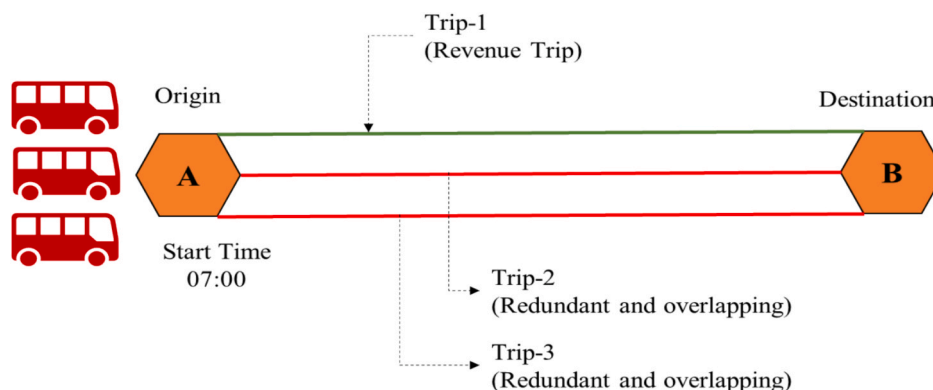 Trip-1
(Revenue Trip)
Origin
Destination
A
B
Start Time
07:00
Trip-2
(Redundant and overlapping)
Trip-3
(Redundant and overlapping)